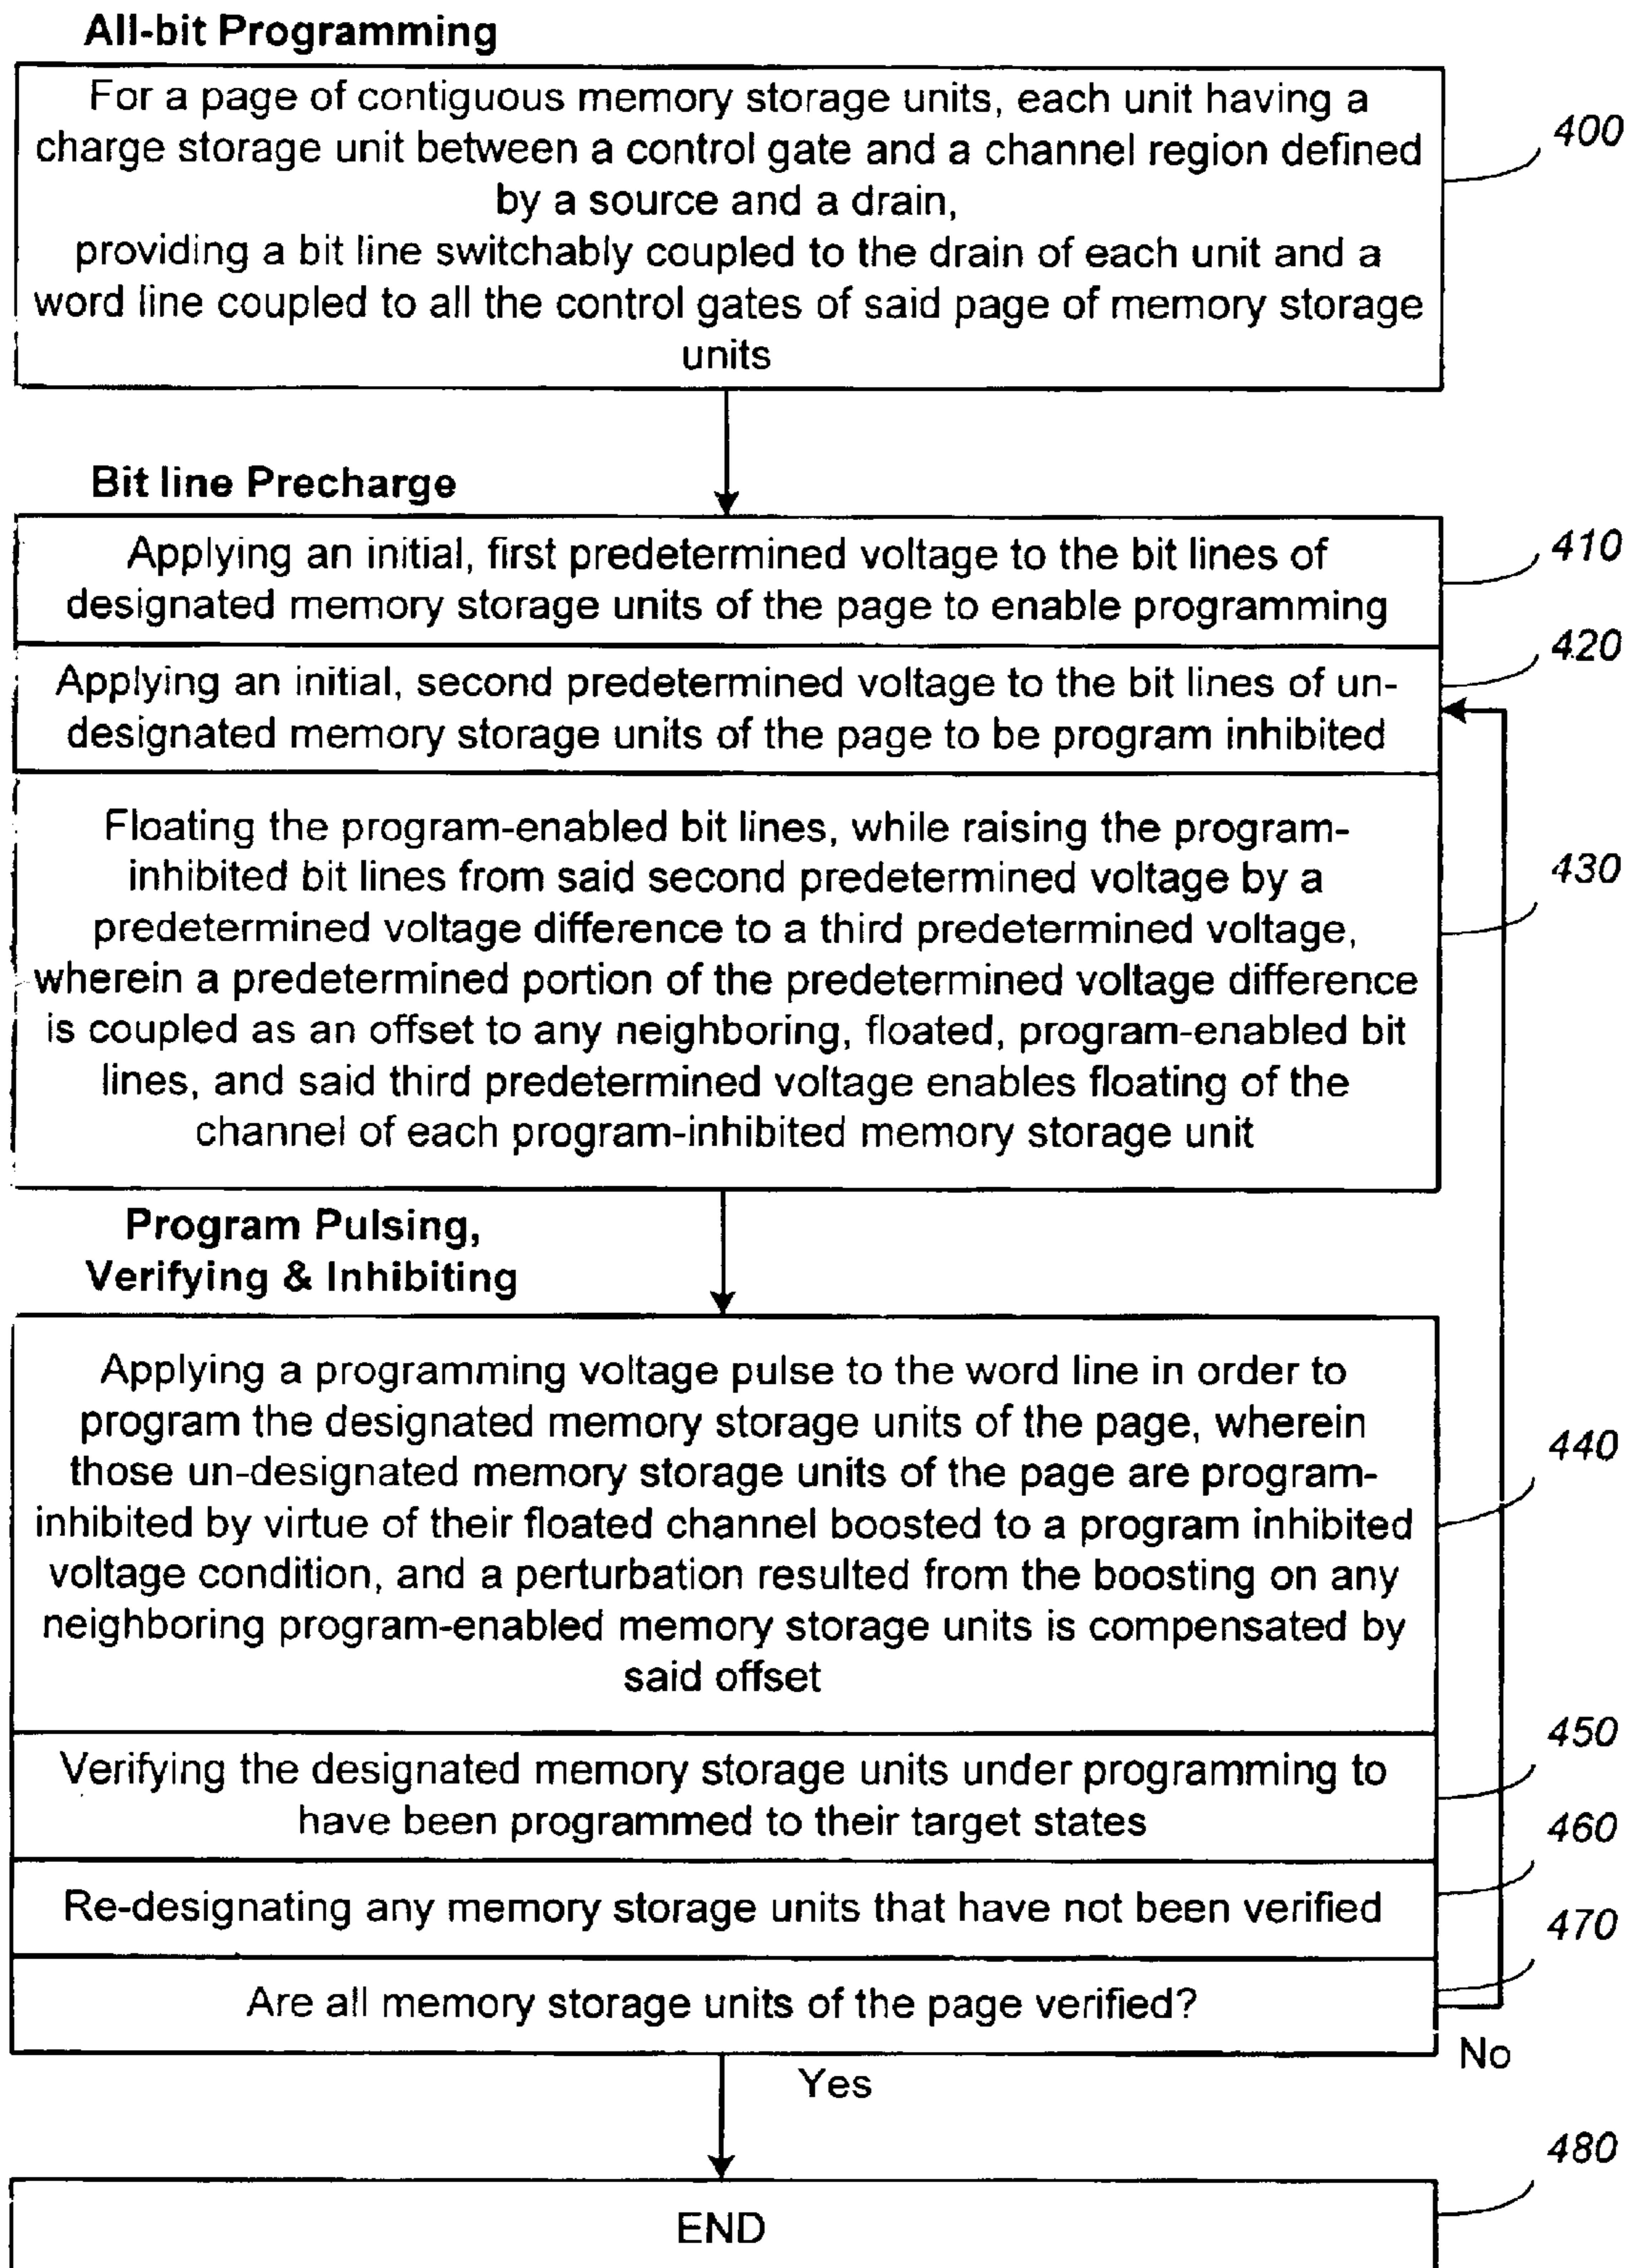 All-bit Programming
For a page of contiguous memory storage units, each unit having a
charge storage unit between a control gate and a channel region defined
by a source and a drain,
providing a bit line switchably coupled to the drain of each unit and a
word line coupled to all the control gates of said page of memory storage
units
400
Bit line Precharge
Applying an initial, first predetermined voltage to the bit lines of
designated memory storage units of the page to enable programming
410
Applying an initial, second predetermined voltage to the bit lines of un-
designated memory storage units of the page to be program inhibited
420
Floating the program-enabled bit lines, while raising the program-
inhibited bit lines from said second predetermined voltage by a
predetermined voltage difference to a third predetermined voltage,
wherein a predetermined portion of the predetermined voltage difference
is coupled as an offset to any neighboring, floated, program-enabled bit
lines, and said third predetermined voltage enables floating of the
channel of each program-inhibited memory storage unit
430
Program Pulsing,
Verifying & Inhibiting
Applying a programming voltage pulse to the word line in order to
program the designated memory storage units of the page, wherein
those un-designated memory storage units of the page are program-
inhibited by virtue of their floated channel boosted to a program inhibited
voltage condition, and a perturbation resulted from the boosting on any
neighboring program-enabled memory storage units is compensated by
said offset
440
Verifying the designated memory storage units under programming to
have been programmed to their target states
450
Re-designating any memory storage units that have not been verified
460
Are all memory storage units of the page verified?
470
No
Yes
END
480